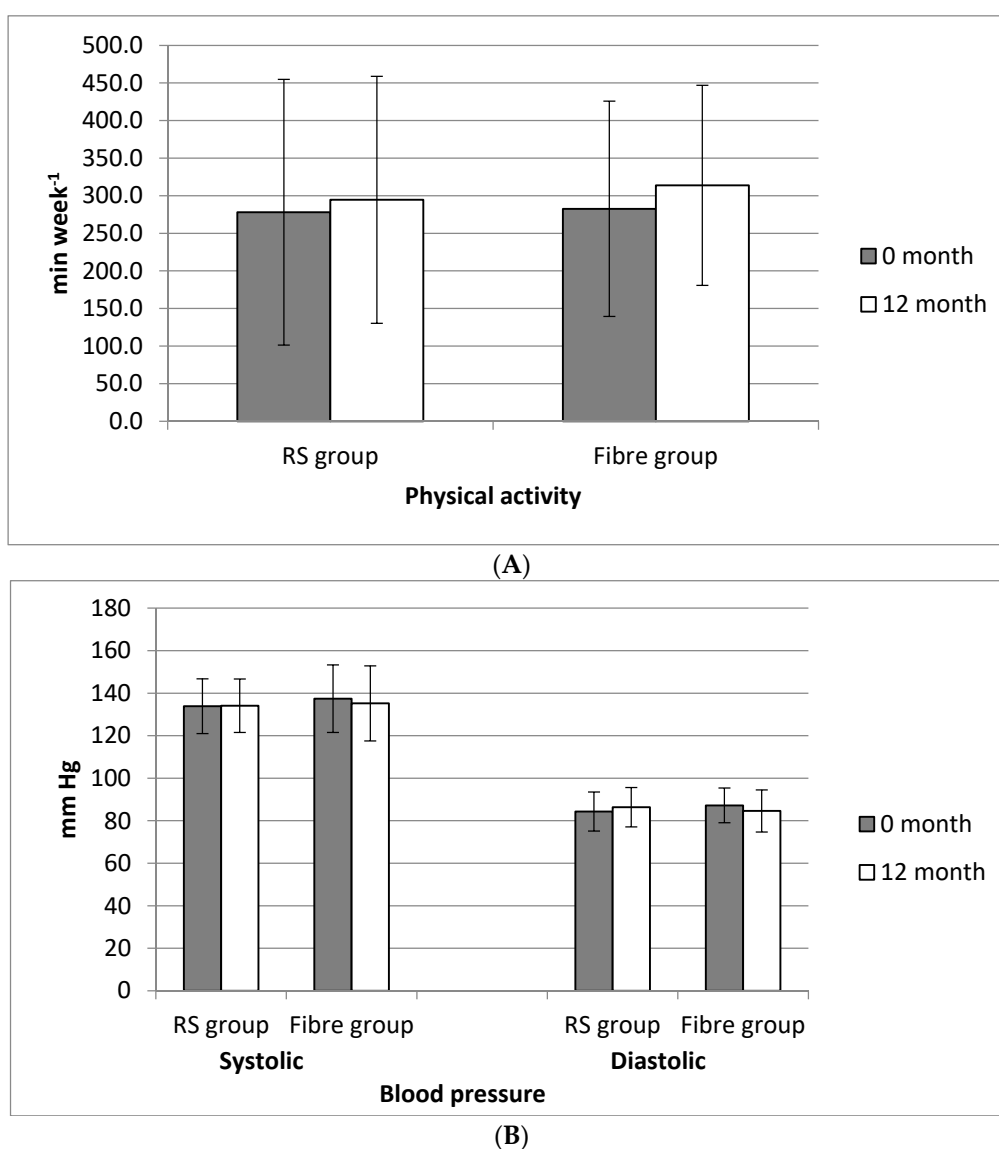 500.0
450.0
400.0
350.0
300.0
250.0
200.0
150.0
100.0
50.0
0.0
min week-1
RS group Fibre group
Physical activity
0 month
12 month
(A)
180
160
140
120
100
80
60
40
20
0
mm Hg
RS group Fibre group RS group Fibre group
Systolic Diastolic
Blood pressure
0 month
12 month
(B)